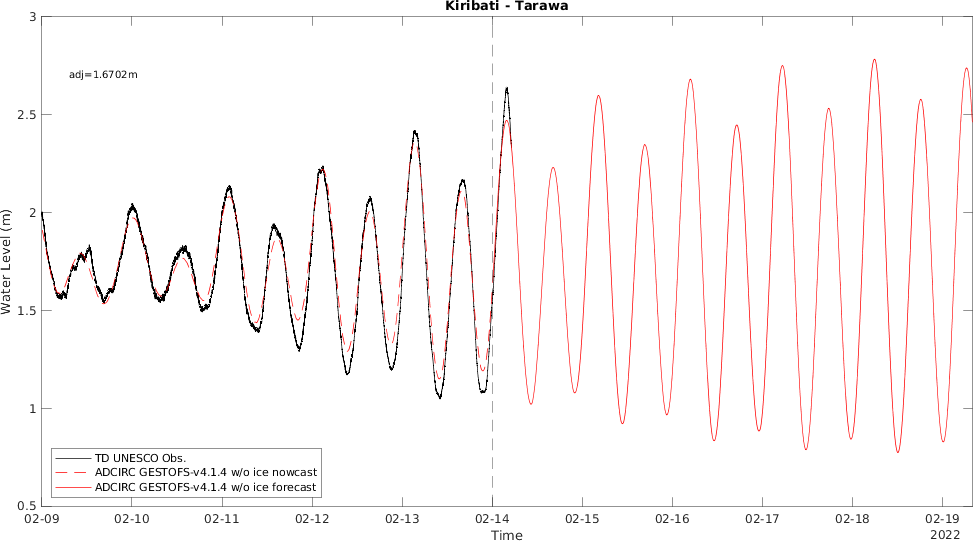 Kiribati - Tarawa
adj=1.6702m
3
2.5
2
1.5
1
0.5
Water Level (m)
TD UNESCO Obs.
ADCIRC GESTOFS-v4.1.4 w/o ice nowcast
ADCIRC GESTOFS-v4.1.4 w/o ice forecast
02-09 02-10 02-11 02-12 02-13 02-14 02-15 02-16 02-17 02-18 02-19
Time
2022